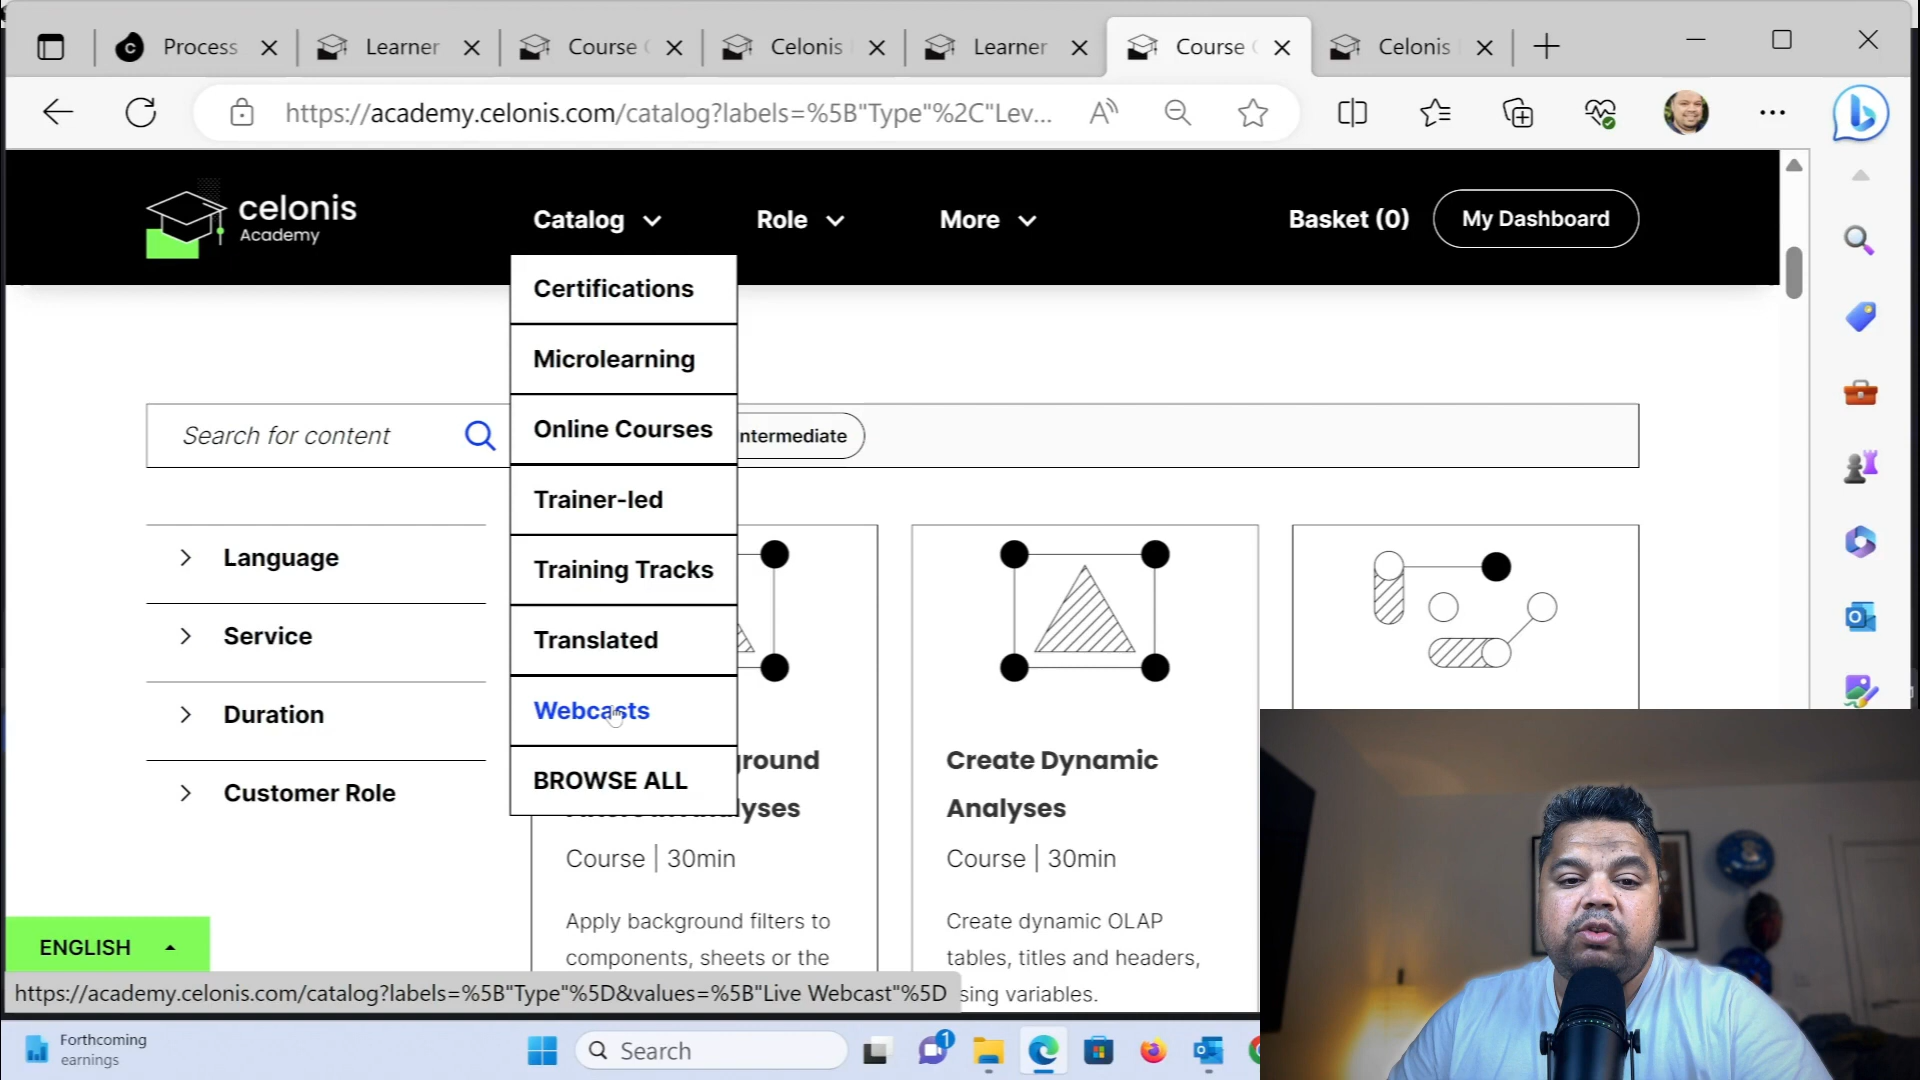 Process
Learner
Course
Celonis
Learner
Course
Celonis
https://academy.celonis.com/catalog?labels=%5B"Type"%2C"Lev...
celonis
Academy
Catalog
Role
More
Basket (0)
My Dashboard
Certifications
Microlearning
Online Courses
Trainer-led
Training Tracks
Translated
Webcasts
BROWSE ALL
Search for content
ntermediate
Language
Service
Duration
Customer Role
ground
lyses
Course | 30min
Apply background filters to
components, sheets or the
Create Dynamic
Analyses
Course | 30min
Create dynamic OLAP
tables, titles and headers,
sing variables.
ENGLISH
https://academy.celonis.com/catalog?labels=%5B"Type"%5D&values=%5B"Live Webcast"%5D
Forthcoming
earnings
Search
1